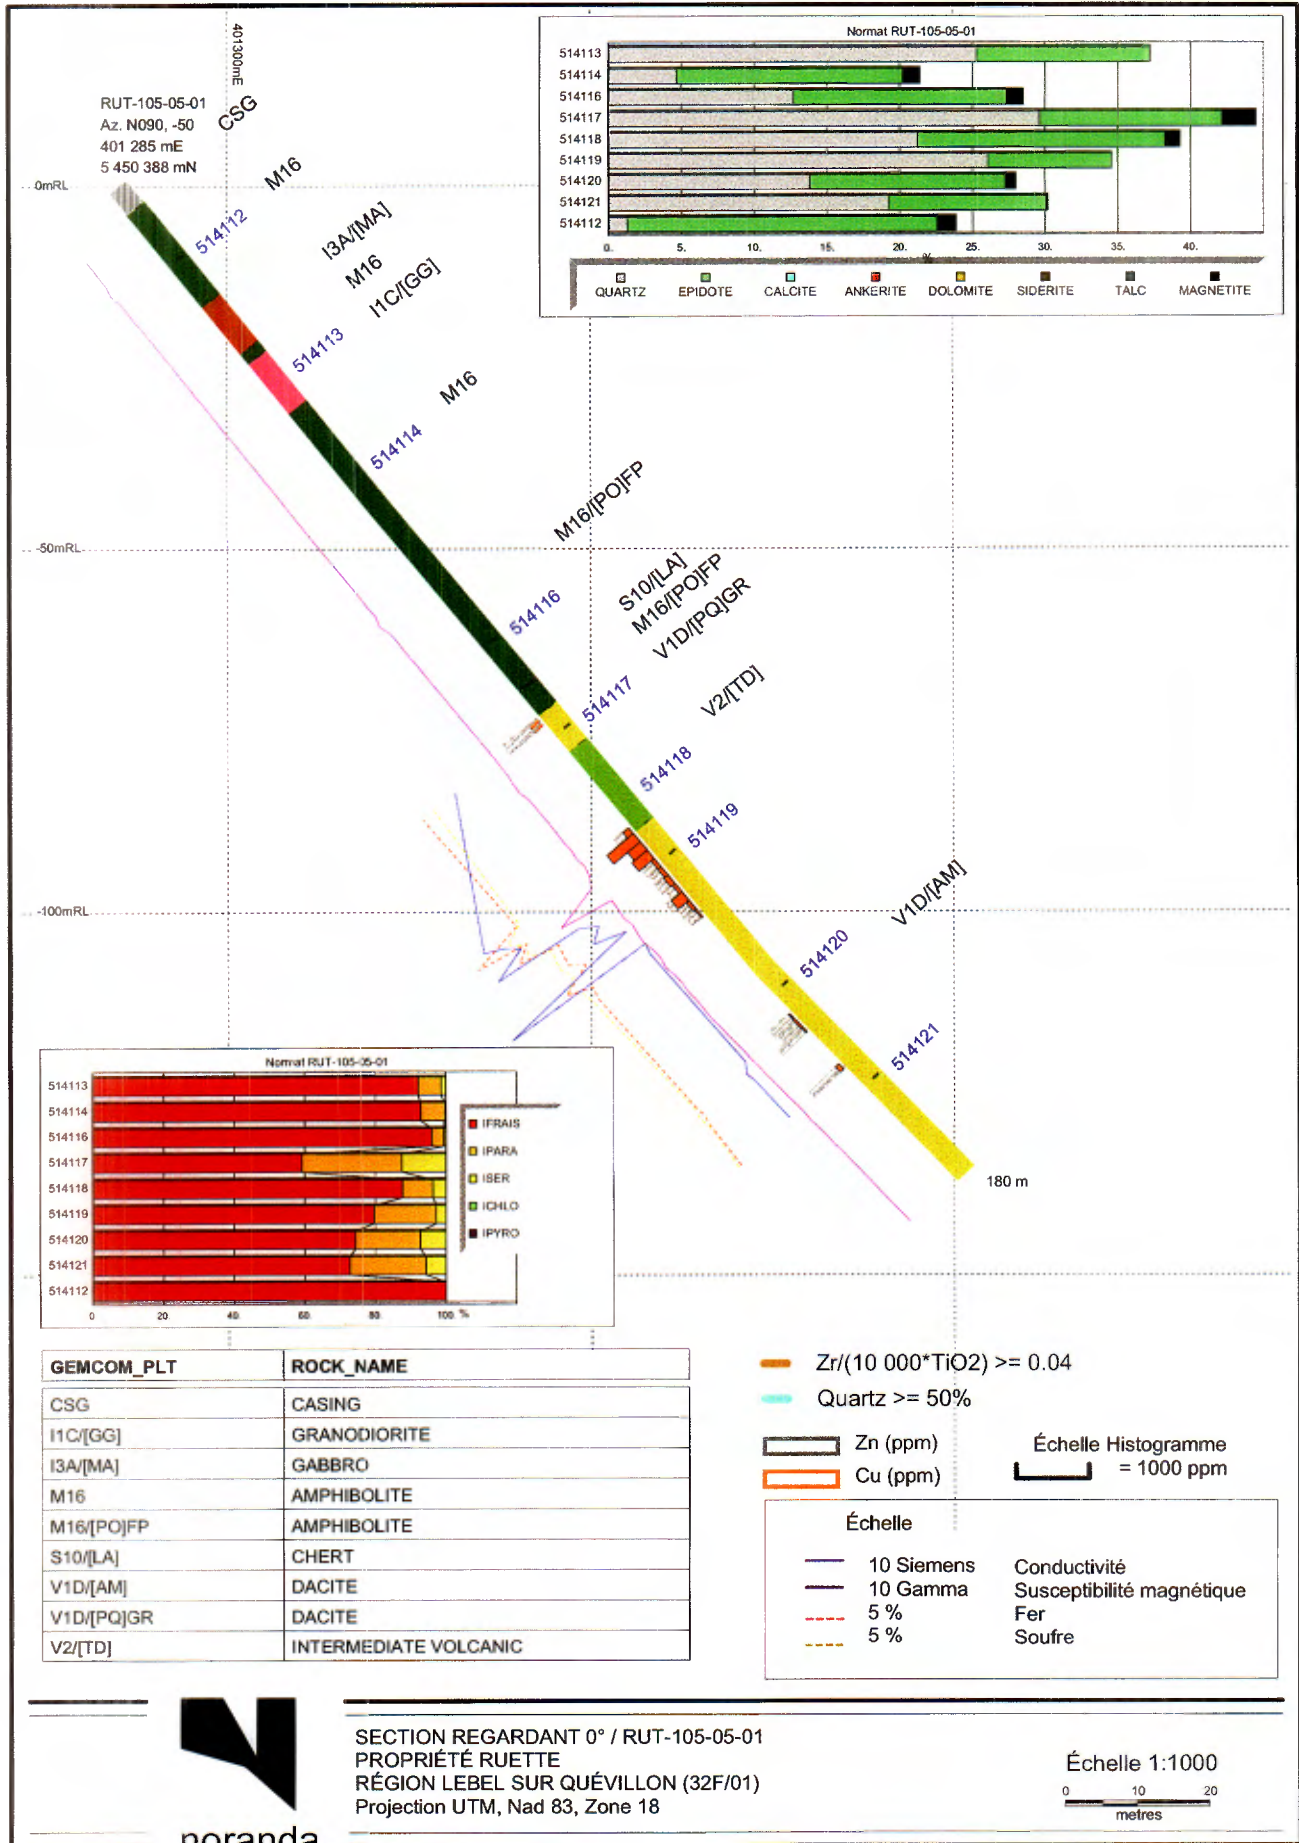 401300mE
RUT-105-05-01
Az. N090, -50
401 285 mE
5 450 388 mN
CSG
M16
0mRL
514112
I3A/[MA]
M16
I1C/[GG]
514113
M16
514114
-50mRL
M16/[PO]FP
S10/[LA]
M16/[PO]FP
V1D/[PQ]GR
514116
514117
V2/[TD]
514118
514119
-100mRL
V1D/[AM]
514120
514121
180 m
Normat RUT-105-05-01
514113
514114
514116
514117
514118
514119
514120
514121
514112
0. 5. 10. 15. 20. 25. 30. 35. 40.
%
QUARTZ EPIDOTE CALCITE ANKERITE DOLOMITE SIDERITE TALC MAGNETITE
Normat RUT-105-05-01
514113
514114
514116
514117
514118
514119
514120
514121
514112
0. 20. 40. 60. 80. 100. %
IFRAIS
IPARA
ISER
ICHLO
IPYRO
GEMCOM_PLT ROCK_NAME
CSG CASING
I1C/[GG] GRANODIORITE
I3A/[MA] GABBRO
M16 AMPHIBOLITE
M16/[PO]FP AMPHIBOLITE
S10/[LA] CHERT
V1D/[AM] DACITE
V1D/[PQ]GR DACITE
V2/[TD] INTERMEDIATE VOLCANIC
Zr/(10 000*TiO2) >= 0.04
Quartz >= 50%
Zn (ppm)
Cu (ppm)
Échelle Histogramme
= 1000 ppm
Échelle
10 Siemens Conductivité
10 Gamma Susceptibilité magnétique
5 % Fer
5 % Soufre
noranda
SECTION REGARDANT 0° / RUT-105-05-01
PROPRIÉTÉ RUETTE
RÉGION LEBEL SUR QUÉVILLON (32F/01)
Projection UTM, Nad 83, Zone 18
Échelle 1:1000
0 10 20
metres